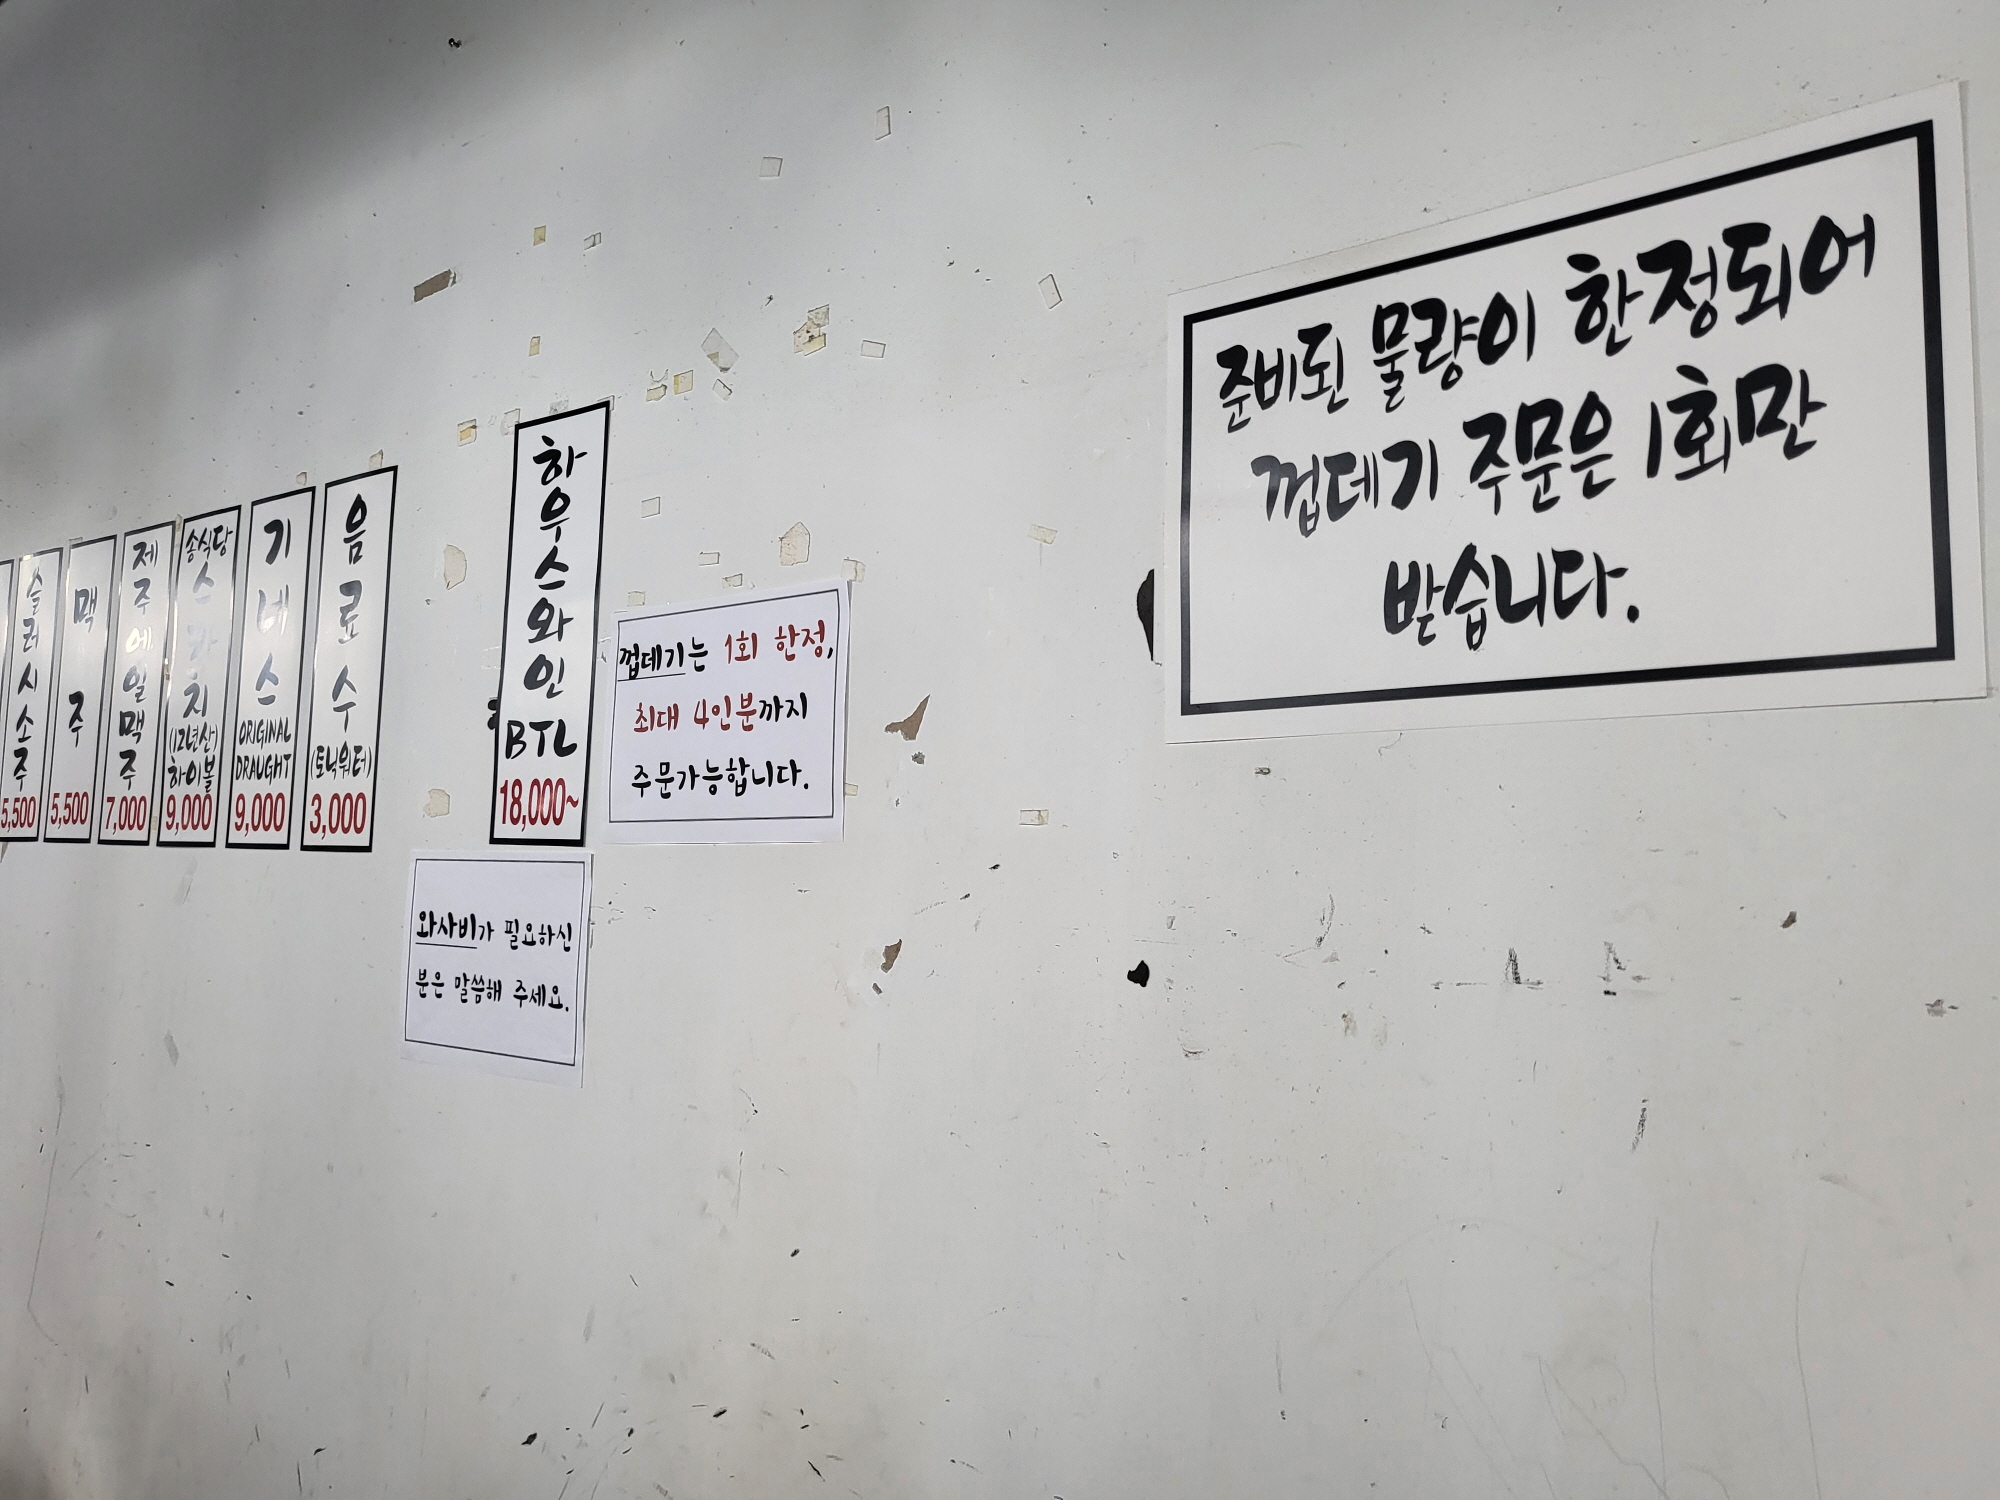 슬러시소주
5,500
맥주
5,500
제주에일맥주
7,000
송식당
(12년산)
하이볼
9,000
기네스
ORIGINAL
DRAUGHT
9,000
음료수
(토닉워터)
3,000
하우스와인
BTL
18,000~
껍데기는 1회 한정,
최대 4인분까지
주문가능합니다.
와사비가 필요하신
분은 말씀해 주세요.
준비된 물량이 한정되어
껍데기 주문은 1회만
받습니다.